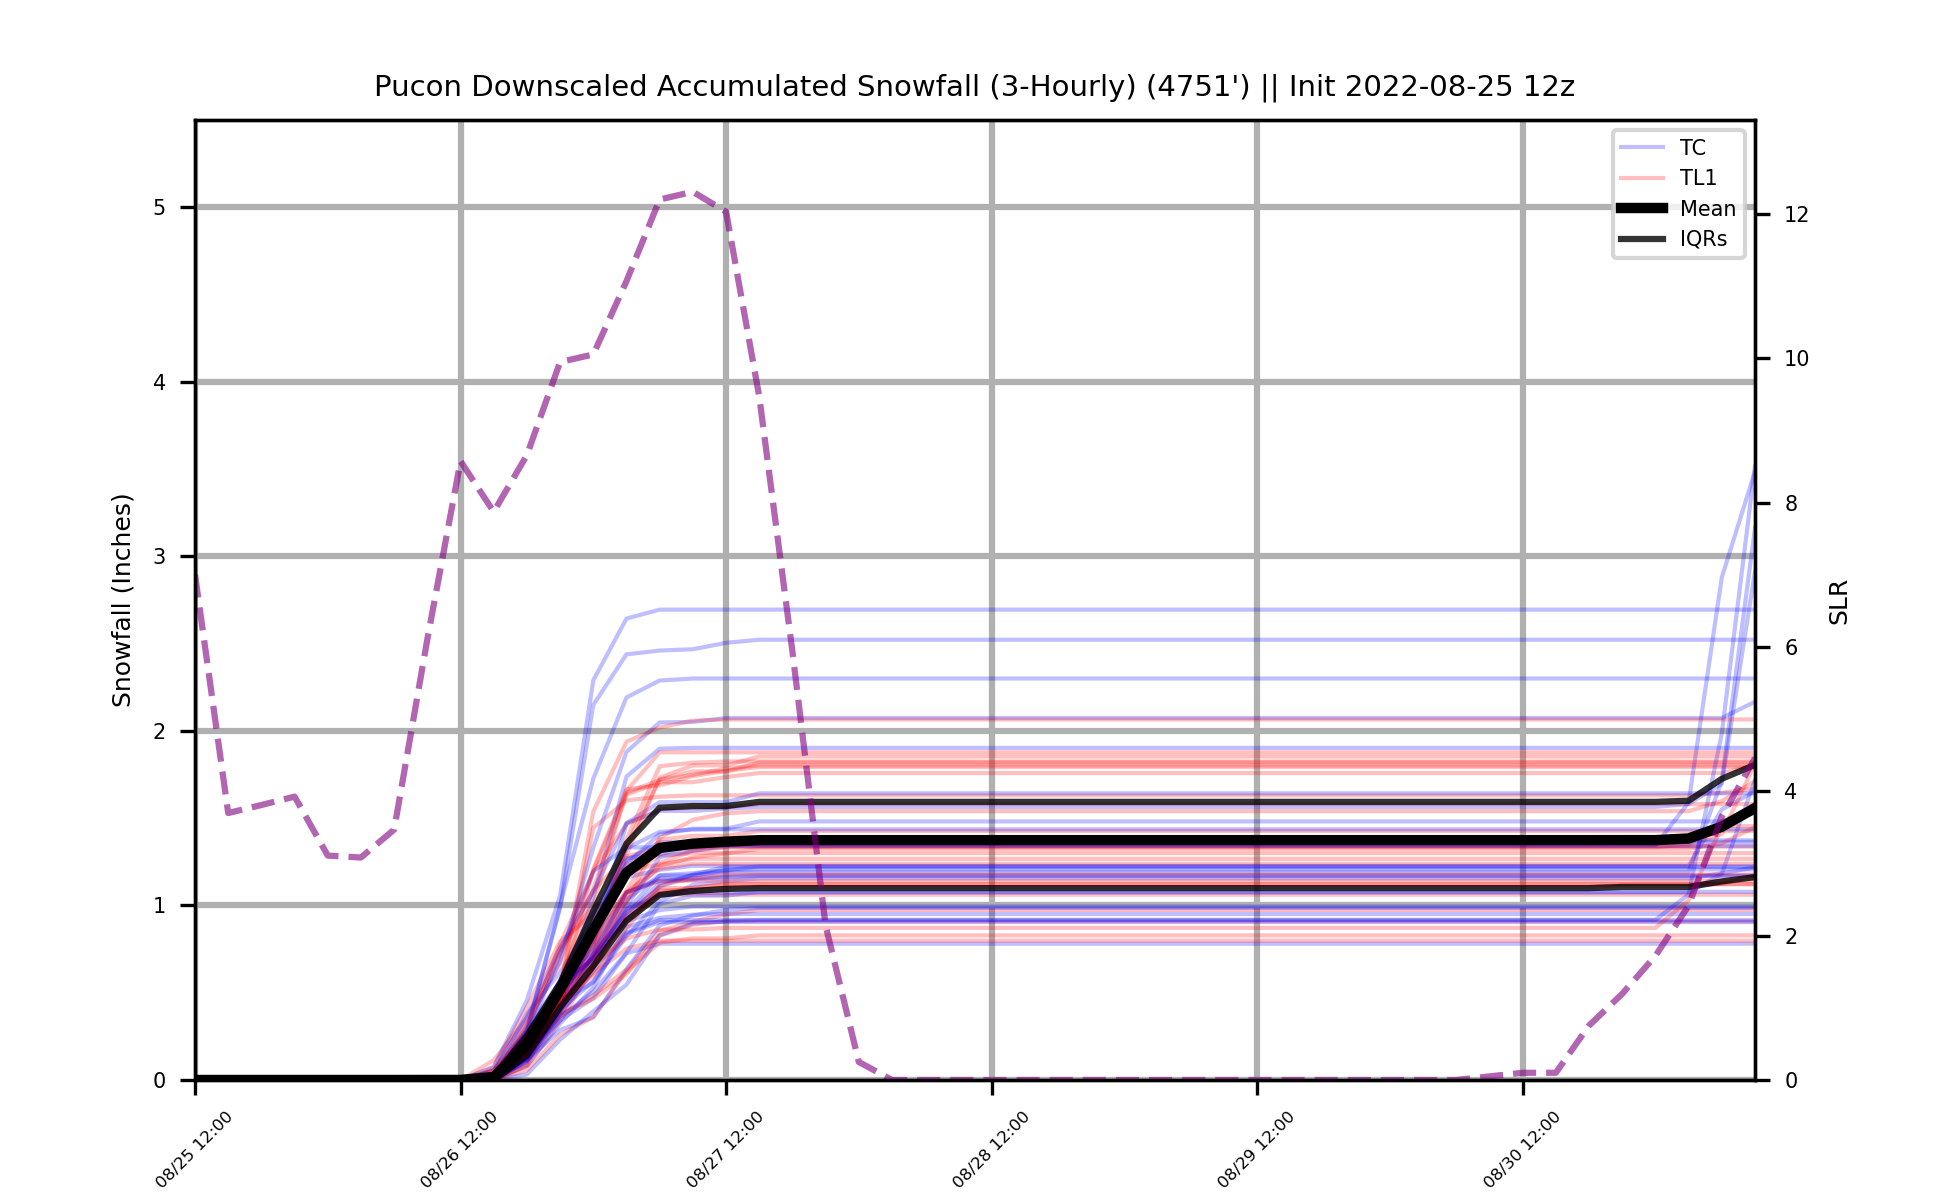 Pucon Downscaled Accumulated Snowfall (3-Hourly) (4751') || Init 2022-08-25 12z
TC
TL1
Mean
IQRs
5
4
3
2
1
0
Snowfall (Inches)
12
10
8
6
4
2
0
SLR
08/25 12:00
08/26 12:00
08/27 12:00
08/28 12:00
08/29 12:00
08/30 12:00